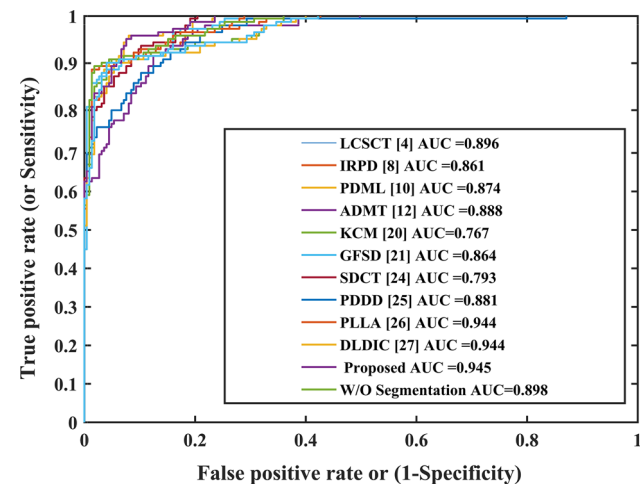 1
0.9
0.8
0.7
0.6
0.5
0.4
0.3
0.2
0.1
0
True positive rate (or Sensitivity)
LCSCT [4] AUC =0.896
IRPD [8] AUC =0.861
PDML [10] AUC =0.874
ADMT [12] AUC =0.888
KCM [20] AUC=0.767
GFSD [21] AUC =0.864
SDCT [24] AUC =0.793
PDDD [25] AUC =0.881
PLLA [26] AUC =0.944
DLDIC [27] AUC =0.944
Proposed AUC =0.945
W/O Segmentation AUC=0.898
0 0.2 0.4 0.6 0.8 1
False positive rate or (1-Specificity)